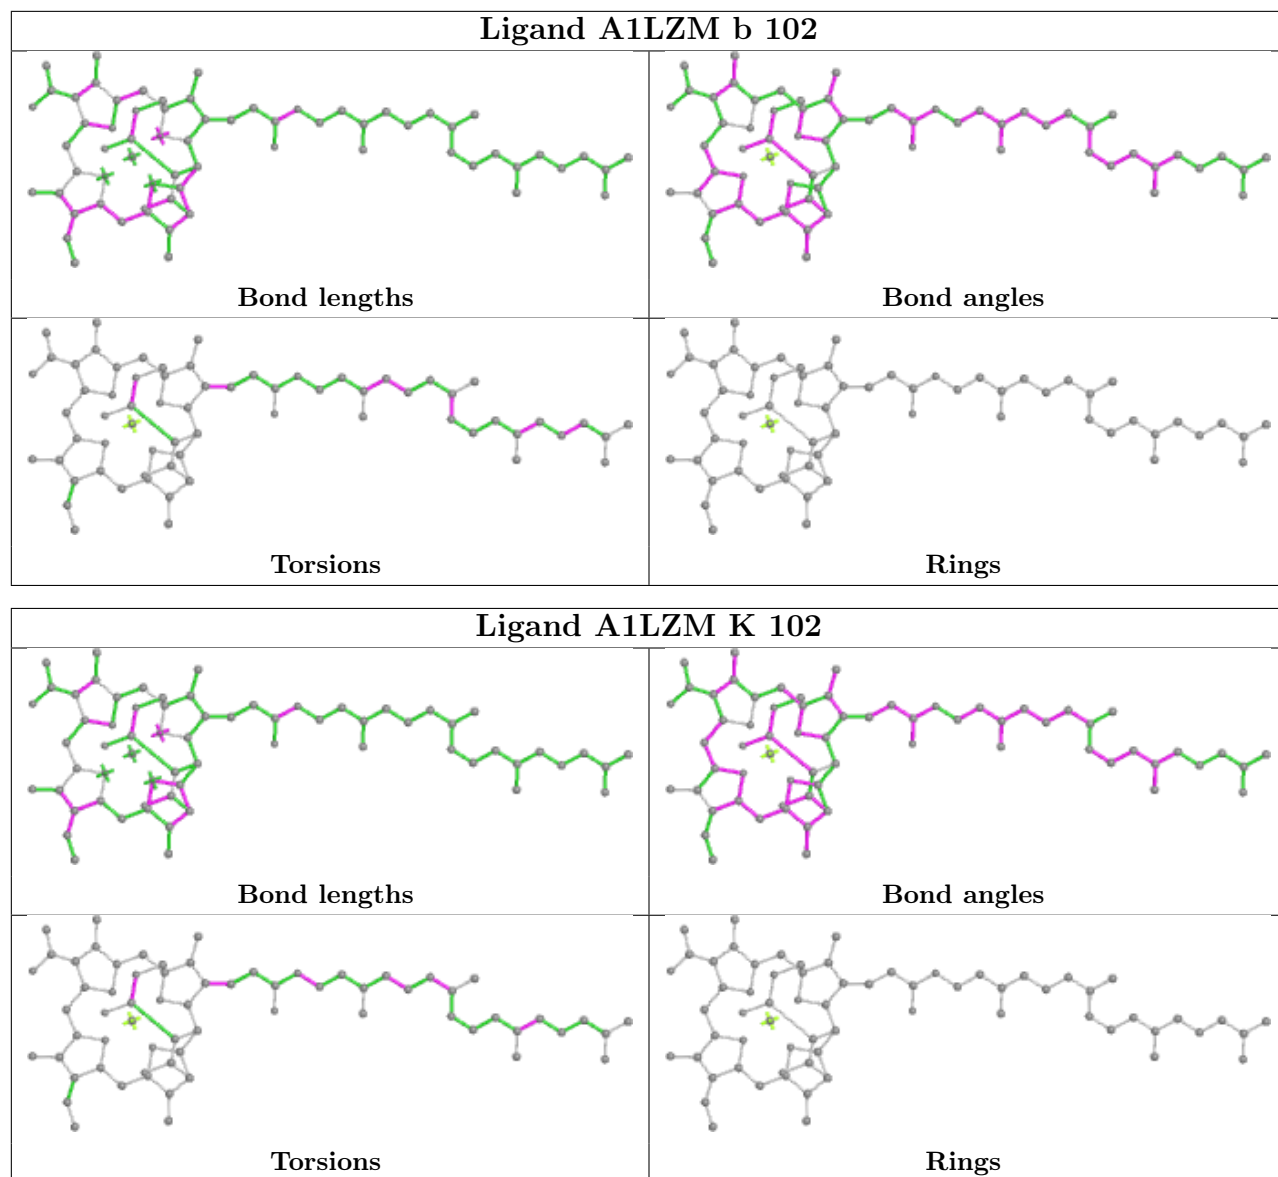 Ligand A1LZM b 102
Bond lengths
Bond angles
Torsions
Rings
Ligand A1LZM K 102
Bond lengths
Bond angles
Torsions
Rings